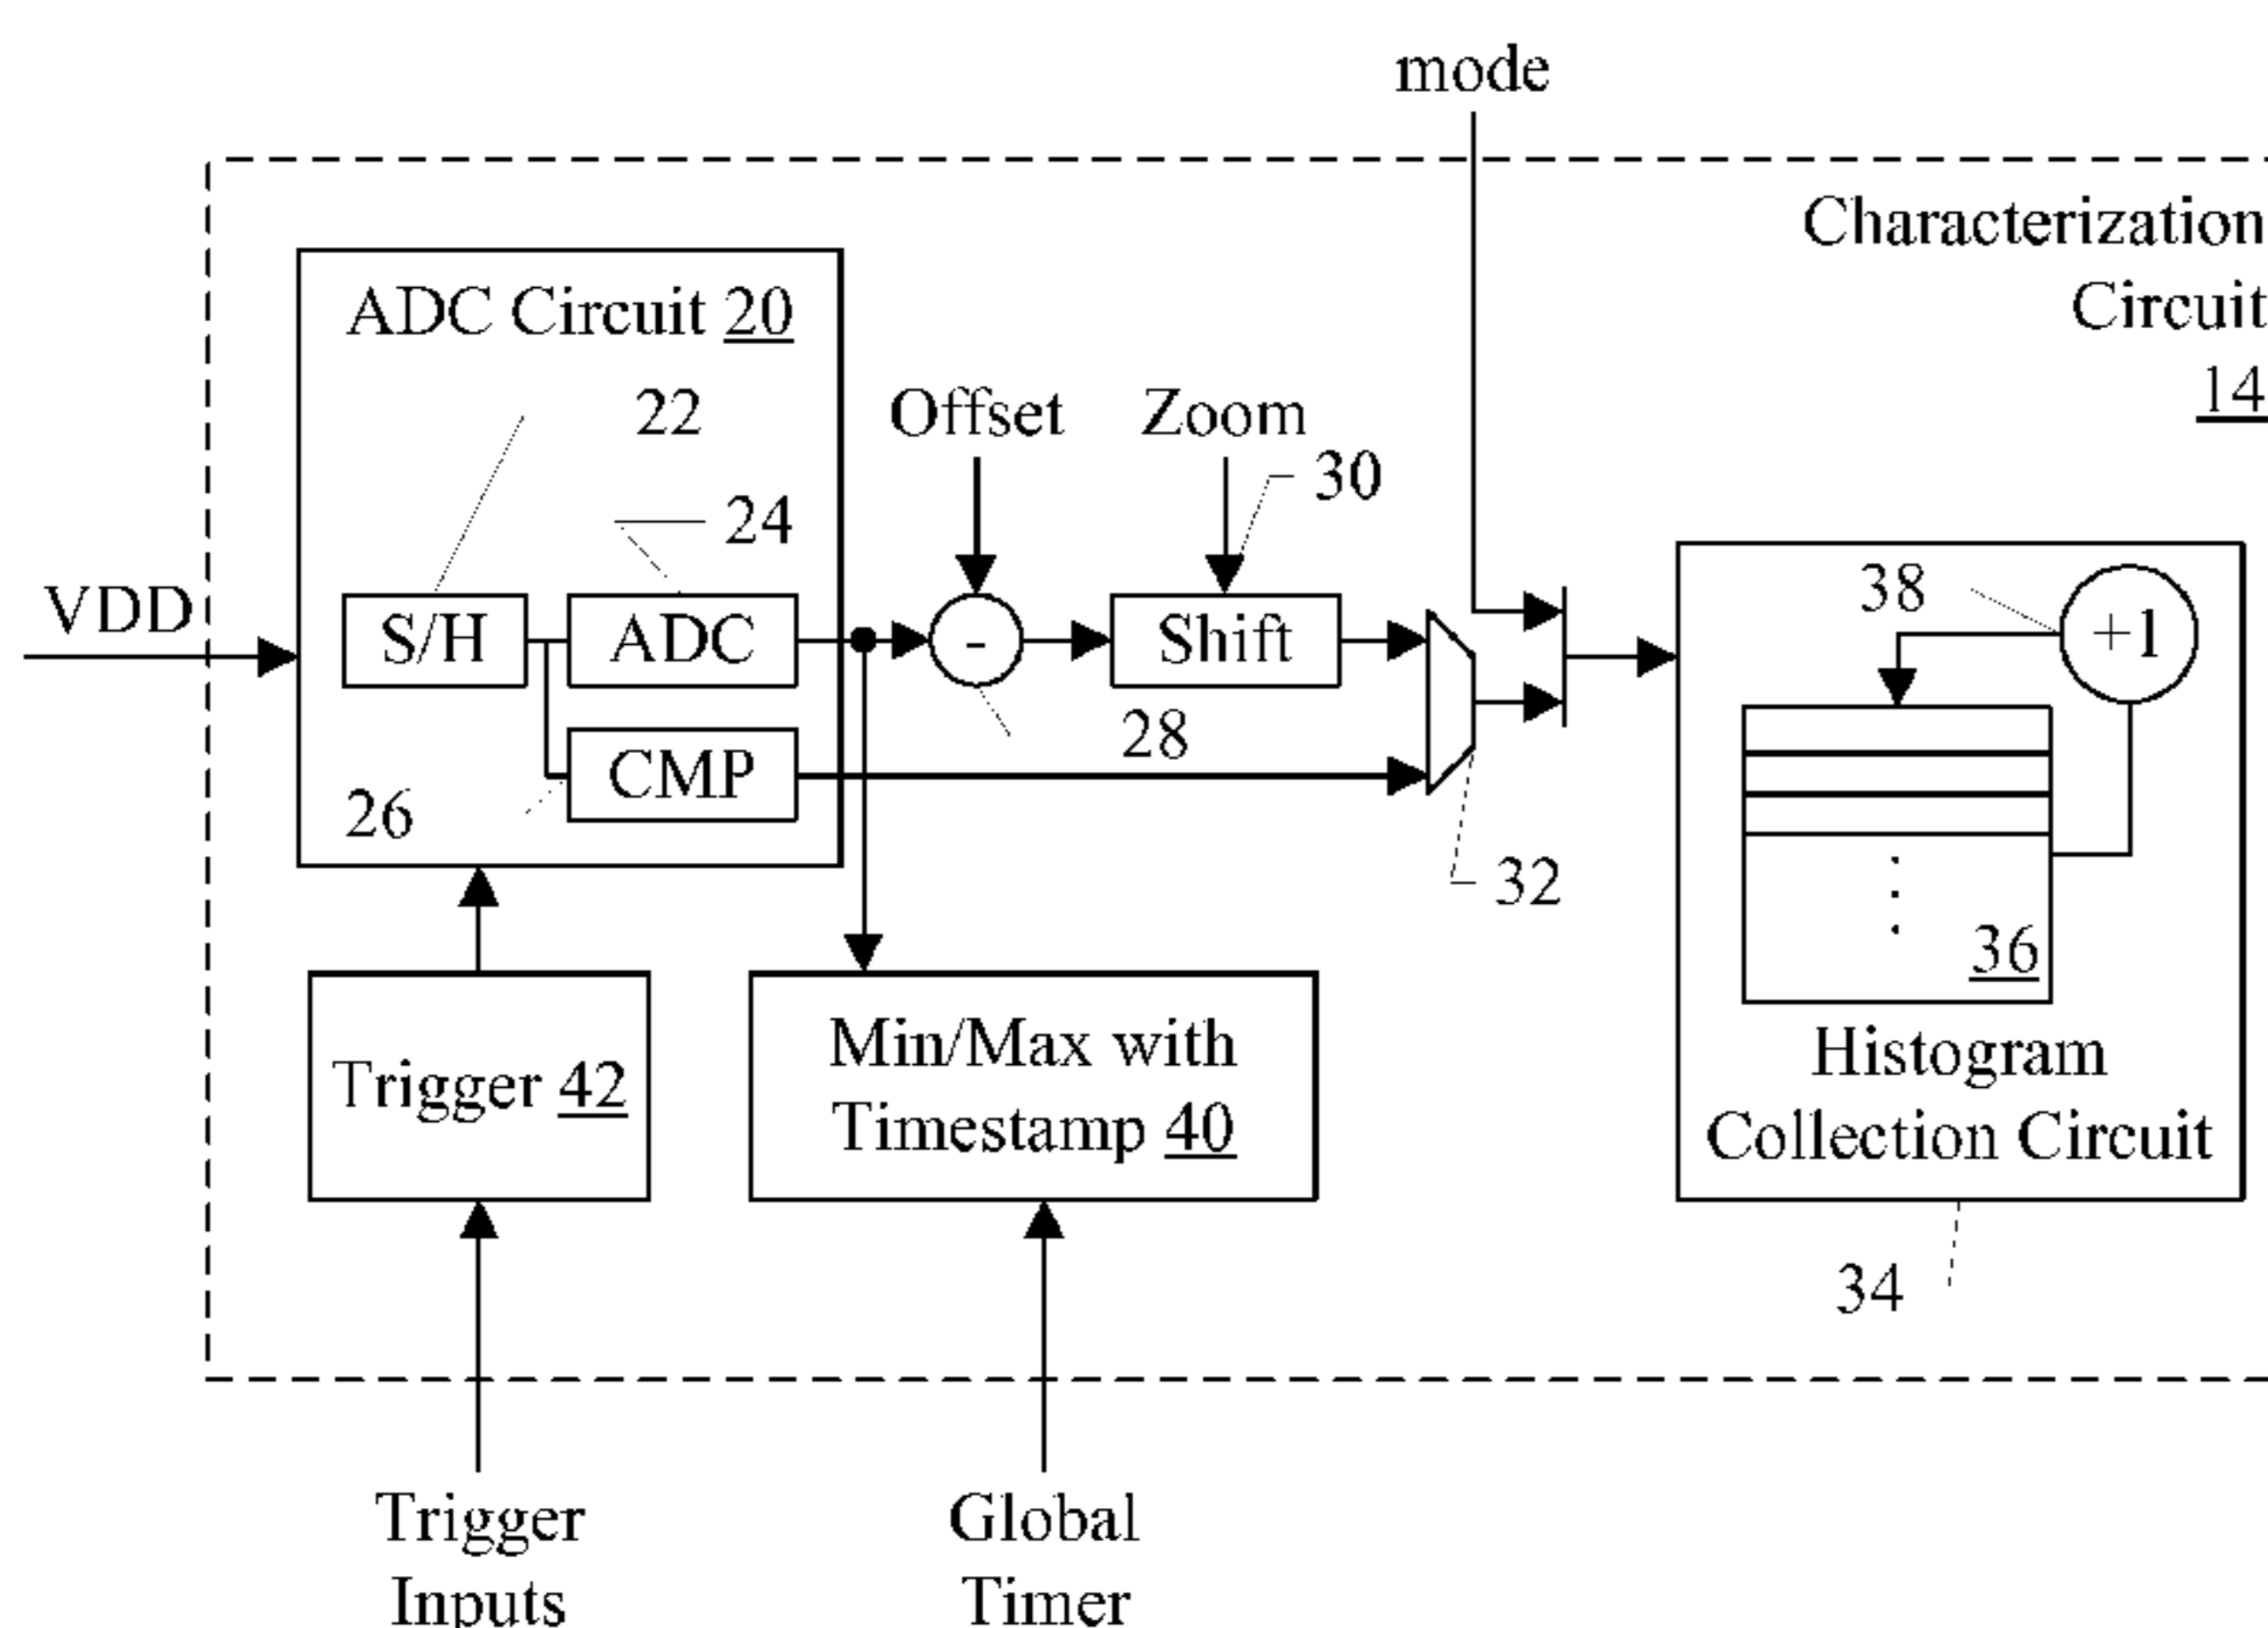 mode
Characterization
Circuit
14
ADC Circuit 20
22
Offset
Zoom
30
24
VDD
S/H
ADC
-
Shift
38
+1
28
CMP
26
32
36
Trigger 42
Min/Max with
Timestamp 40
Histogram
Collection Circuit
34
Trigger
Inputs
Global
Timer